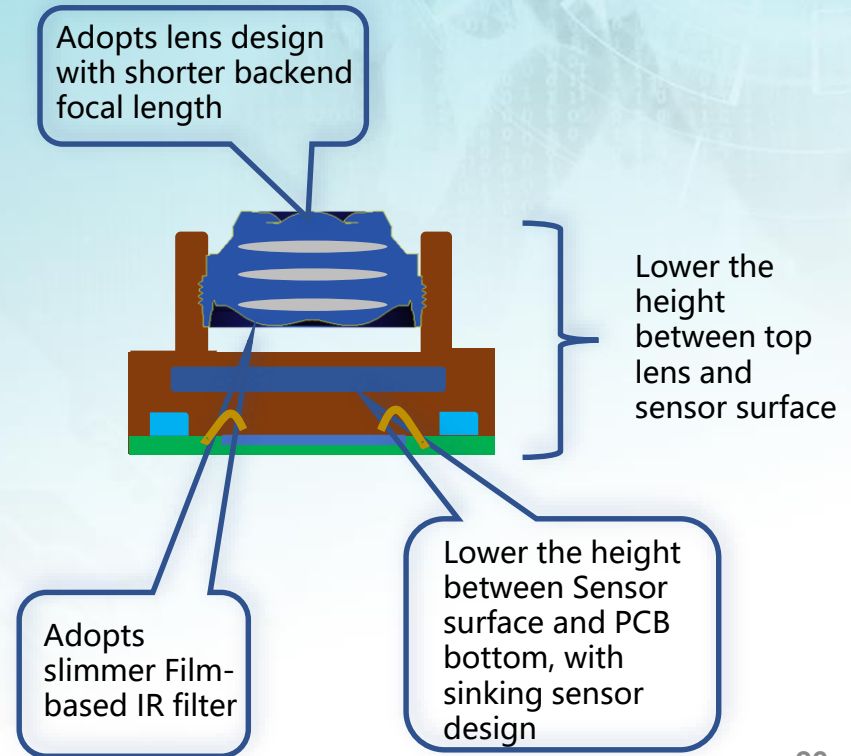 Adopts lens design
with shorter backend
focal length
Lower the
height
between top
lens and
sensor surface
Lower the height
between Sensor
surface and PCB
bottom, with
sinking sensor
design
Adopts
slimmer Film-
based IR filter